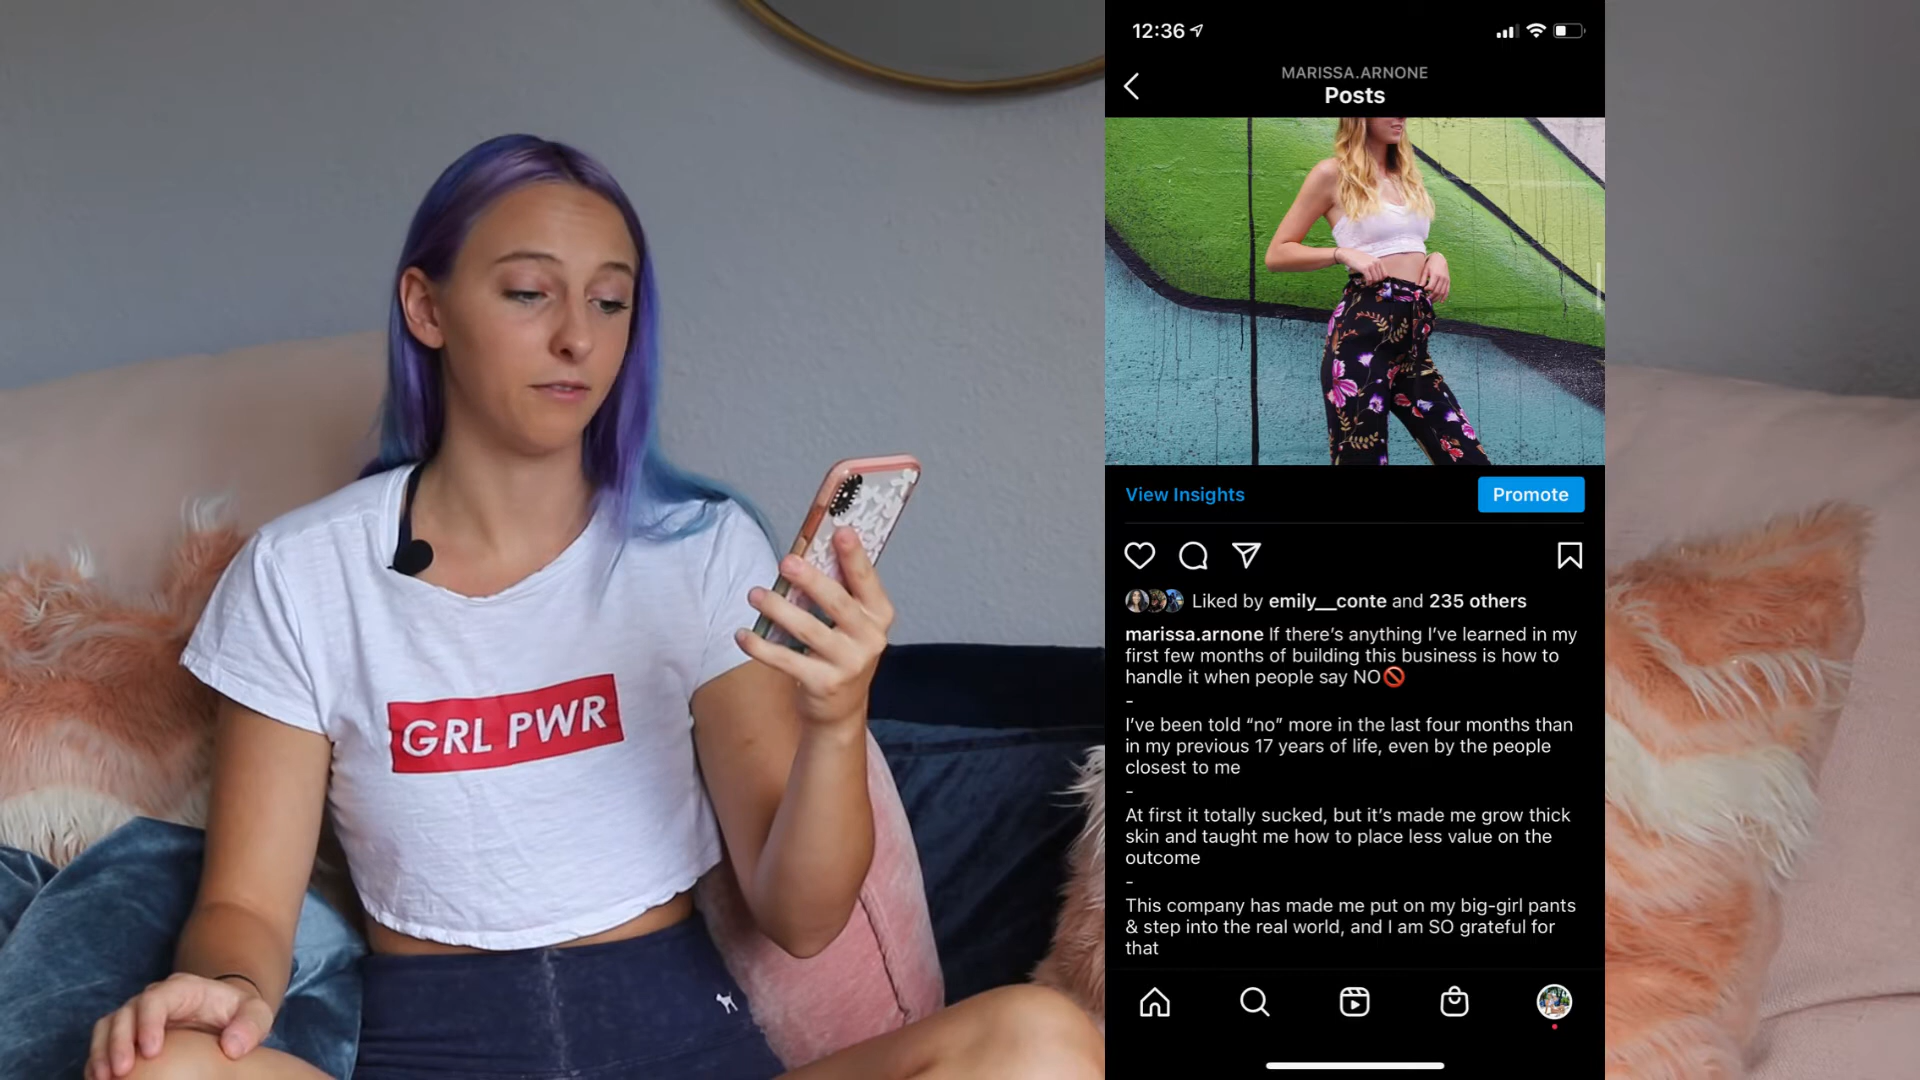 GRL PWR
12:36
MARISSA.ARNONE
Posts
View Insights
Promote
Liked by emily__conte and 235 others
marissa.arnone If there’s anything I’ve learned in my
first few months of building this business is how to
handle it when people say NO🚫
-
I’ve been told “no” more in the last four months than
in my previous 17 years of life, even by the people
closest to me
-
At first it totally sucked, but it’s made me grow thick
skin and taught me how to place less value on the
outcome
-
This company has made me put on my big-girl pants
& step into the real world, and I am SO grateful for
that